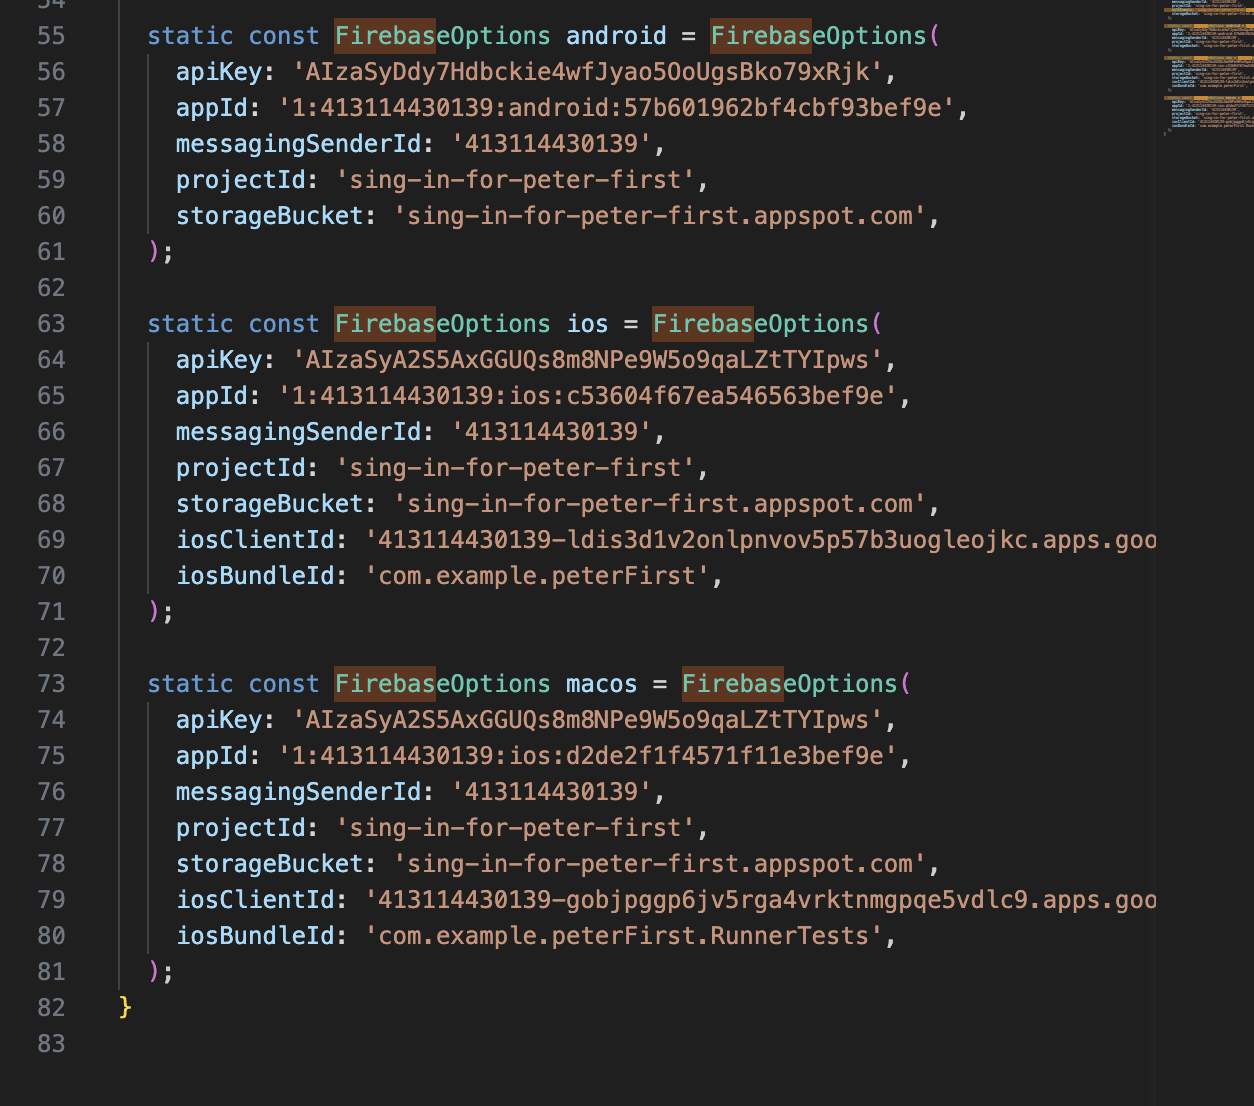 55 static const FirebaseOptions android = FirebaseOptions(
56 apiKey: 'AIzaSyDdy7Hdbckie4wfJyao5OoUgsBko79xRjk',
57 appId: '1:413114430139:android:57b601962bf4cbf93bef9e',
58 messagingSenderId: '413114430139',
59 projectId: 'sing-in-for-peter-first',
60 storageBucket: 'sing-in-for-peter-first.appspot.com',
61 );
62
63 static const FirebaseOptions ios = FirebaseOptions(
64 apiKey: 'AIzaSyA2S5AxGGUQs8m8NPe9W5o9qaLZtTYIpws',
65 appId: '1:413114430139:ios:c53604f67ea546563bef9e',
66 messagingSenderId: '413114430139',
67 projectId: 'sing-in-for-peter-first',
68 storageBucket: 'sing-in-for-peter-first.appspot.com',
69 iosClientId: '413114430139-ldis3d1v2onlpnvov5p57b3uogleojkc.apps.goo
70 iosBundleId: 'com.example.peterFirst',
71 );
72
73 static const FirebaseOptions macos = FirebaseOptions(
74 apiKey: 'AIzaSyA2S5AxGGUQs8m8NPe9W5o9qaLZtTYIpws',
75 appId: '1:413114430139:ios:d2de2f1f4571f11e3bef9e',
76 messagingSenderId: '413114430139',
77 projectId: 'sing-in-for-peter-first',
78 storageBucket: 'sing-in-for-peter-first.appspot.com',
79 iosClientId: '413114430139-gobjpggp6jv5rga4vrktnmgpqe5vdlc9.apps.goo
80 iosBundleId: 'com.example.peterFirst.RunnerTests',
81 );
82 }
83